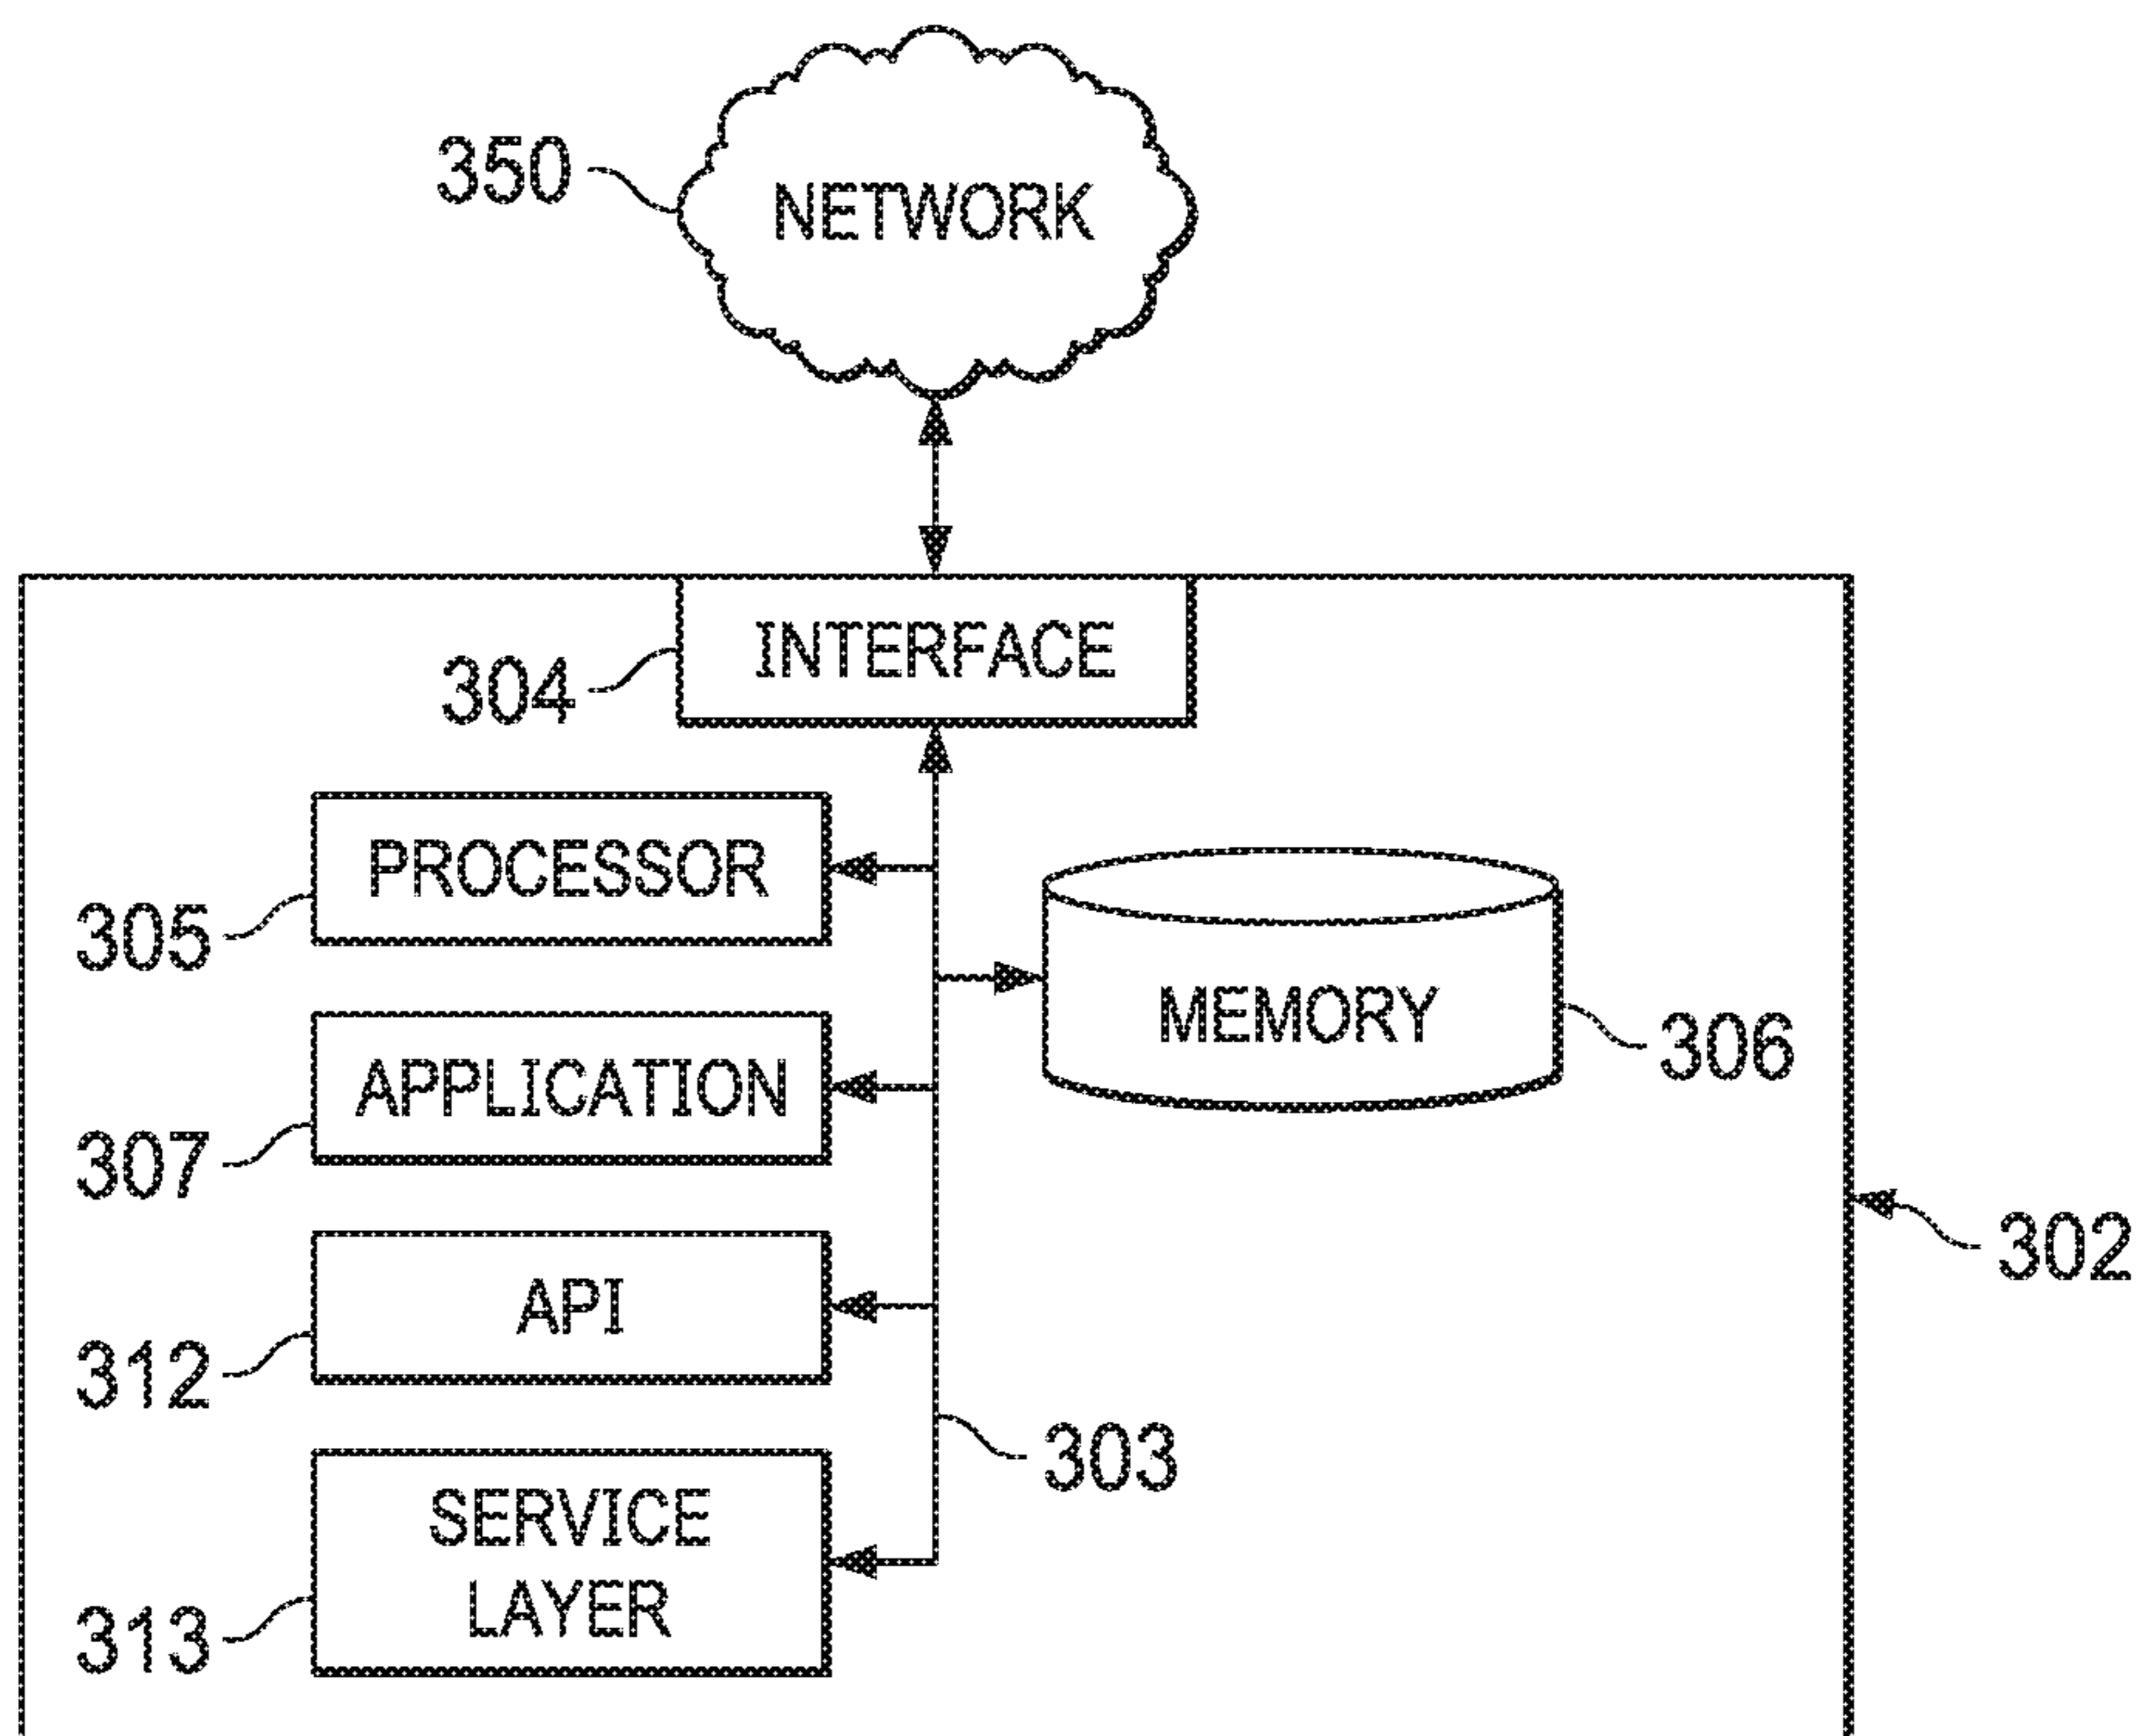 350
NETWORK
INTERFACE
304
PROCESSOR
305
MEMORY
306
APPLICATION
307
302
API
312
303
SERVICE
LAYER
313